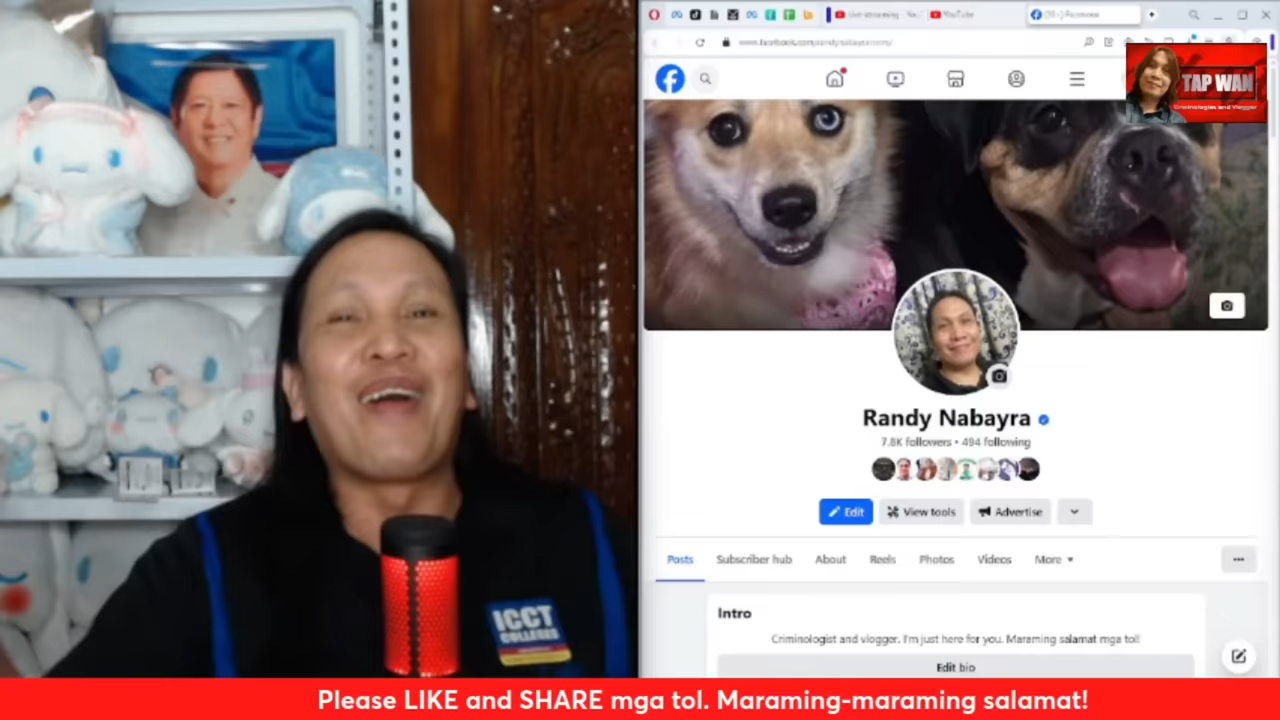 TAP WAN
Criminologist and Vlogger
Randy Nabayra
7.8K followers • 494 following
Edit
View tools
Advertise
Posts
Subscriber hub
About
Reels
Photos
Videos
More
Intro
Criminologist and vlogger. I'm just here for you. Maraming salamat mga tol!
Edit bio
ICCT
COLLEGES
Please LIKE and SHARE mga tol. Maraming-maraming salamat!